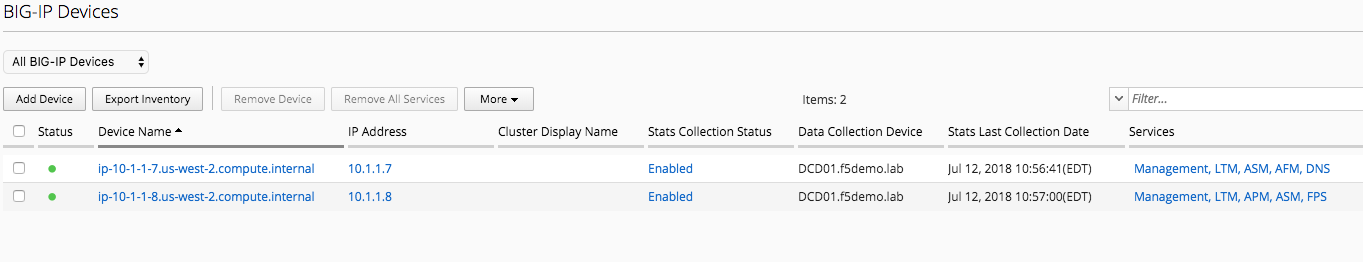 BIG-IP Devices
All BIG-IP Devices
Add Device Export Inventory Remove Device Remove All Services More Items: 2 Filter...
Status Device Name IP Address Cluster Display Name Stats Collection Status Data Collection Device Stats Last Collection Date Services
ip-10-1-1-7.us-west-2.compute.internal 10.1.1.7 Enabled DCD01.f5demo.lab Jul 12, 2018 10:56:41(EDT) Management, LTM, ASM, AFM, DNS
ip-10-1-1-8.us-west-2.compute.internal 10.1.1.8 Enabled DCD01.f5demo.lab Jul 12, 2018 10:57:00(EDT) Management, LTM, APM, ASM, FPS